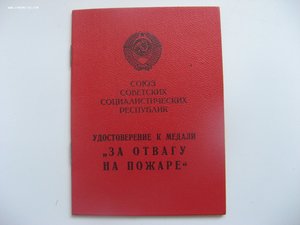 СОЮЗ
СОВЕТСКИХ
СОЦИАЛИСТИЧЕСКИХ
РЕСПУБЛИК
УДОСТОВЕРЕНИЕ К МЕДАЛИ
„ЗА ОТВАГУ
НА ПОЖАРЕ“